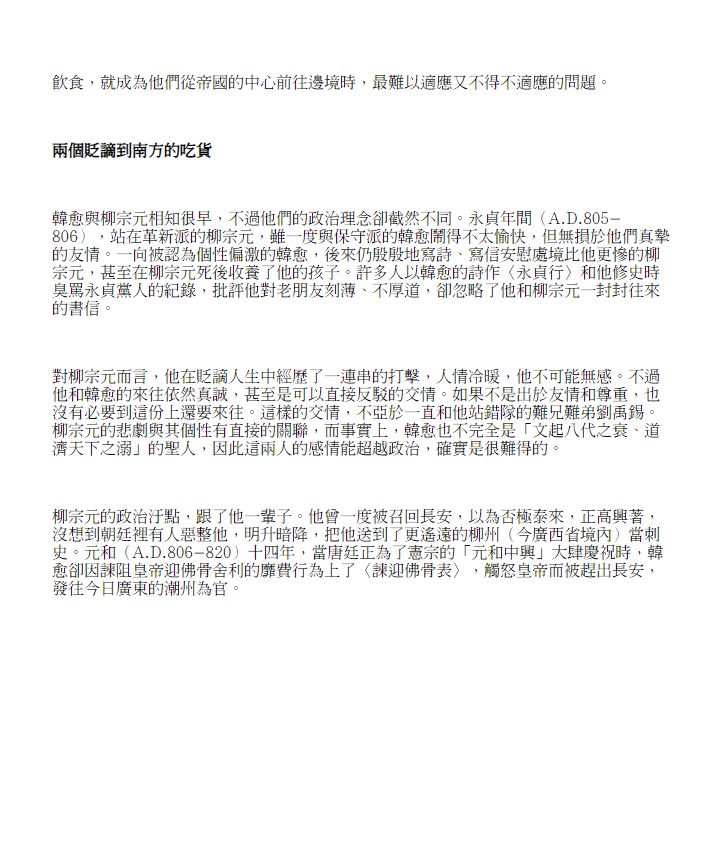 飲食，就成為他們從帝國的中心前往邊境時，最難以適應又不得不適應的問題。
兩個貶謫到南方的吃貨
韓愈與柳宗元相知很早，不過他們的政治理念卻截然不同。永貞年間（A.D.805–
806），站在革新派的柳宗元，雖一度與保守派的韓愈鬧得不太愉快，但無損於他們真摯
的友情。一向被認為個性偏激的韓愈，後來仍殷殷地寫詩、寫信安慰處境比他更慘的柳
宗元，甚至在柳宗元死後收養了他的孩子。許多人以韓愈的詩作〈永貞行〉和他修史時
臭罵永貞黨人的紀錄，批評他對老朋友刻薄、不厚道，卻忽略了他和柳宗元一封封往來
的書信。
對柳宗元而言，他在貶謫人生中經歷了一連串的打擊，人情冷暖，他不可能無感。不過
他和韓愈的來往依然真誠，甚至是可以直接反駁的交情。如果不是出於友情和尊重，也
沒有必要到這份上還要來往。這樣的交情，不亞於一直和他站錯隊的難兄難弟劉禹錫。
柳宗元的悲劇與其個性有直接的關聯，而事實上，韓愈也不完全是「文起八代之衰、道
濟天下之溺」的聖人，因此這兩人的感情能超越政治，確實是很難得的。
柳宗元的政治汙點，跟了他一輩子。他曾一度被召回長安，以為否極泰來，正高興著，
沒想到朝廷裡有人惡整他，明升暗降，把他送到了更遙遠的柳州（今廣西省境內）當刺
史。元和（A.D.806–820）十四年，當唐廷正為了憲宗的「元和中興」大肆慶祝時，韓
愈卻因諫阻皇帝迎佛骨舍利的靡費行為上了〈諫迎佛骨表〉，觸怒皇帝而被趕出長安，
發往今日廣東的潮州為官。